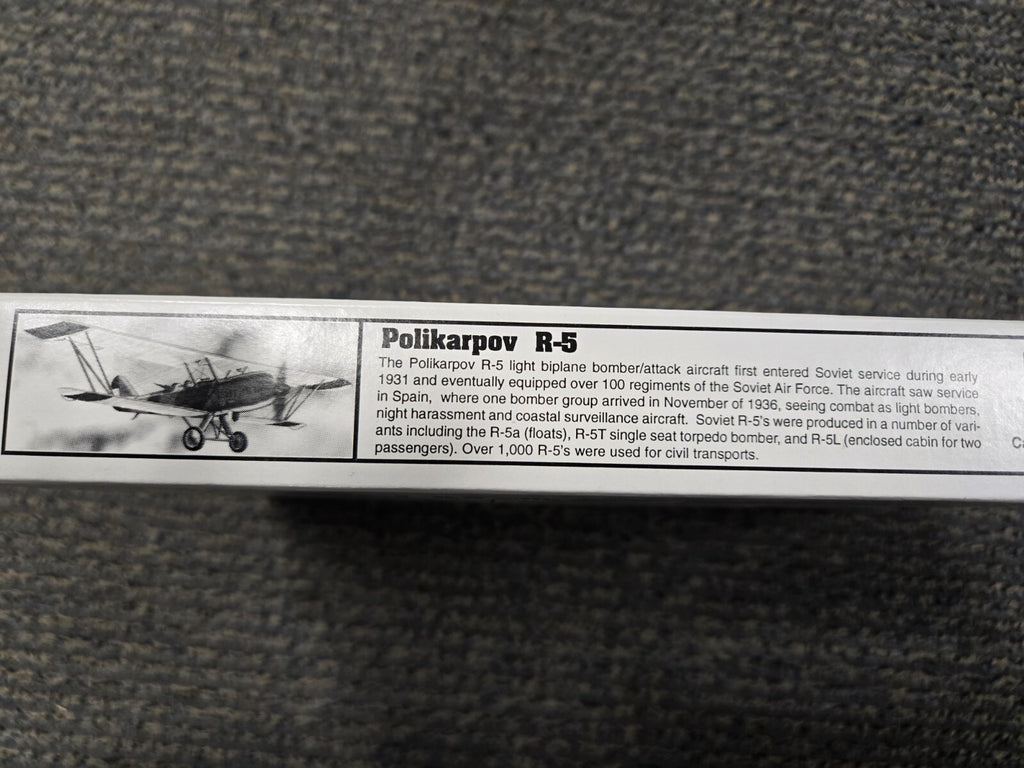 Polikarpov R-5
The Polikarpov R-5 light biplane bomber/attack aircraft first entered Soviet service during early
1931 and eventually equipped over 100 regiments of the Soviet Air Force. The aircraft saw service
in Spain, where one bomber group arrived in November of 1936, seeing combat as light bombers,
night harassment and coastal surveillance aircraft. Soviet R-5's were produced in a number of vari-
ants including the R-5a (floats), R-5T single seat torpedo bomber, and R-5L (enclosed cabin for two
passengers). Over 1,000 R-5's were used for civil transports.